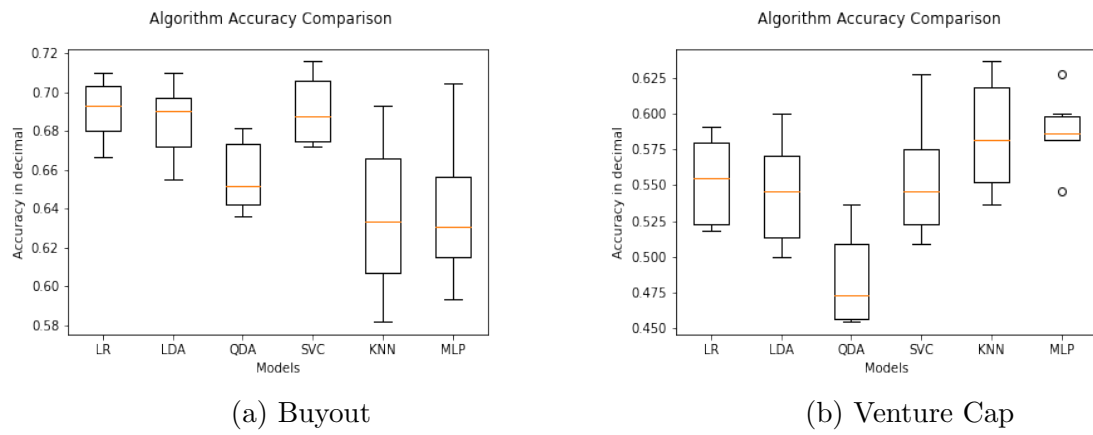 Algorithm Accuracy Comparison
0.72
0.70
0.68
0.66
0.64
0.62
0.60
0.58
Accuracy in decimal
LR LDA QDA SVC KNN MLP
Models
(a) Buyout
Algorithm Accuracy Comparison
0.625
0.600
0.575
0.550
0.525
0.500
0.475
0.450
Accuracy in decimal
LR LDA QDA SVC KNN MLP
Models
(b) Venture Cap